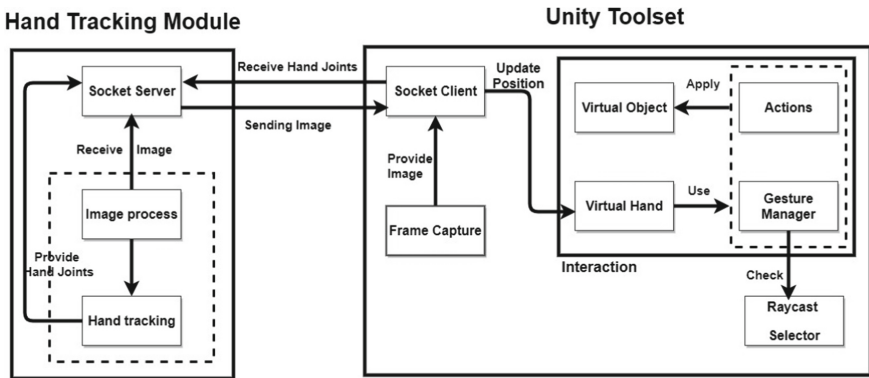 Hand Tracking Module
Unity Toolset
Socket Server
Receive Hand Joints
Sending Image
Socket Client
Update
Position
Virtual Object
Apply
Actions
Receive Image
Provide
Image
Image process
Frame Capture
Virtual Hand
Use
Gesture
Manager
Provide
Hand Joints
Hand tracking
Interaction
Check
Raycast
Selector